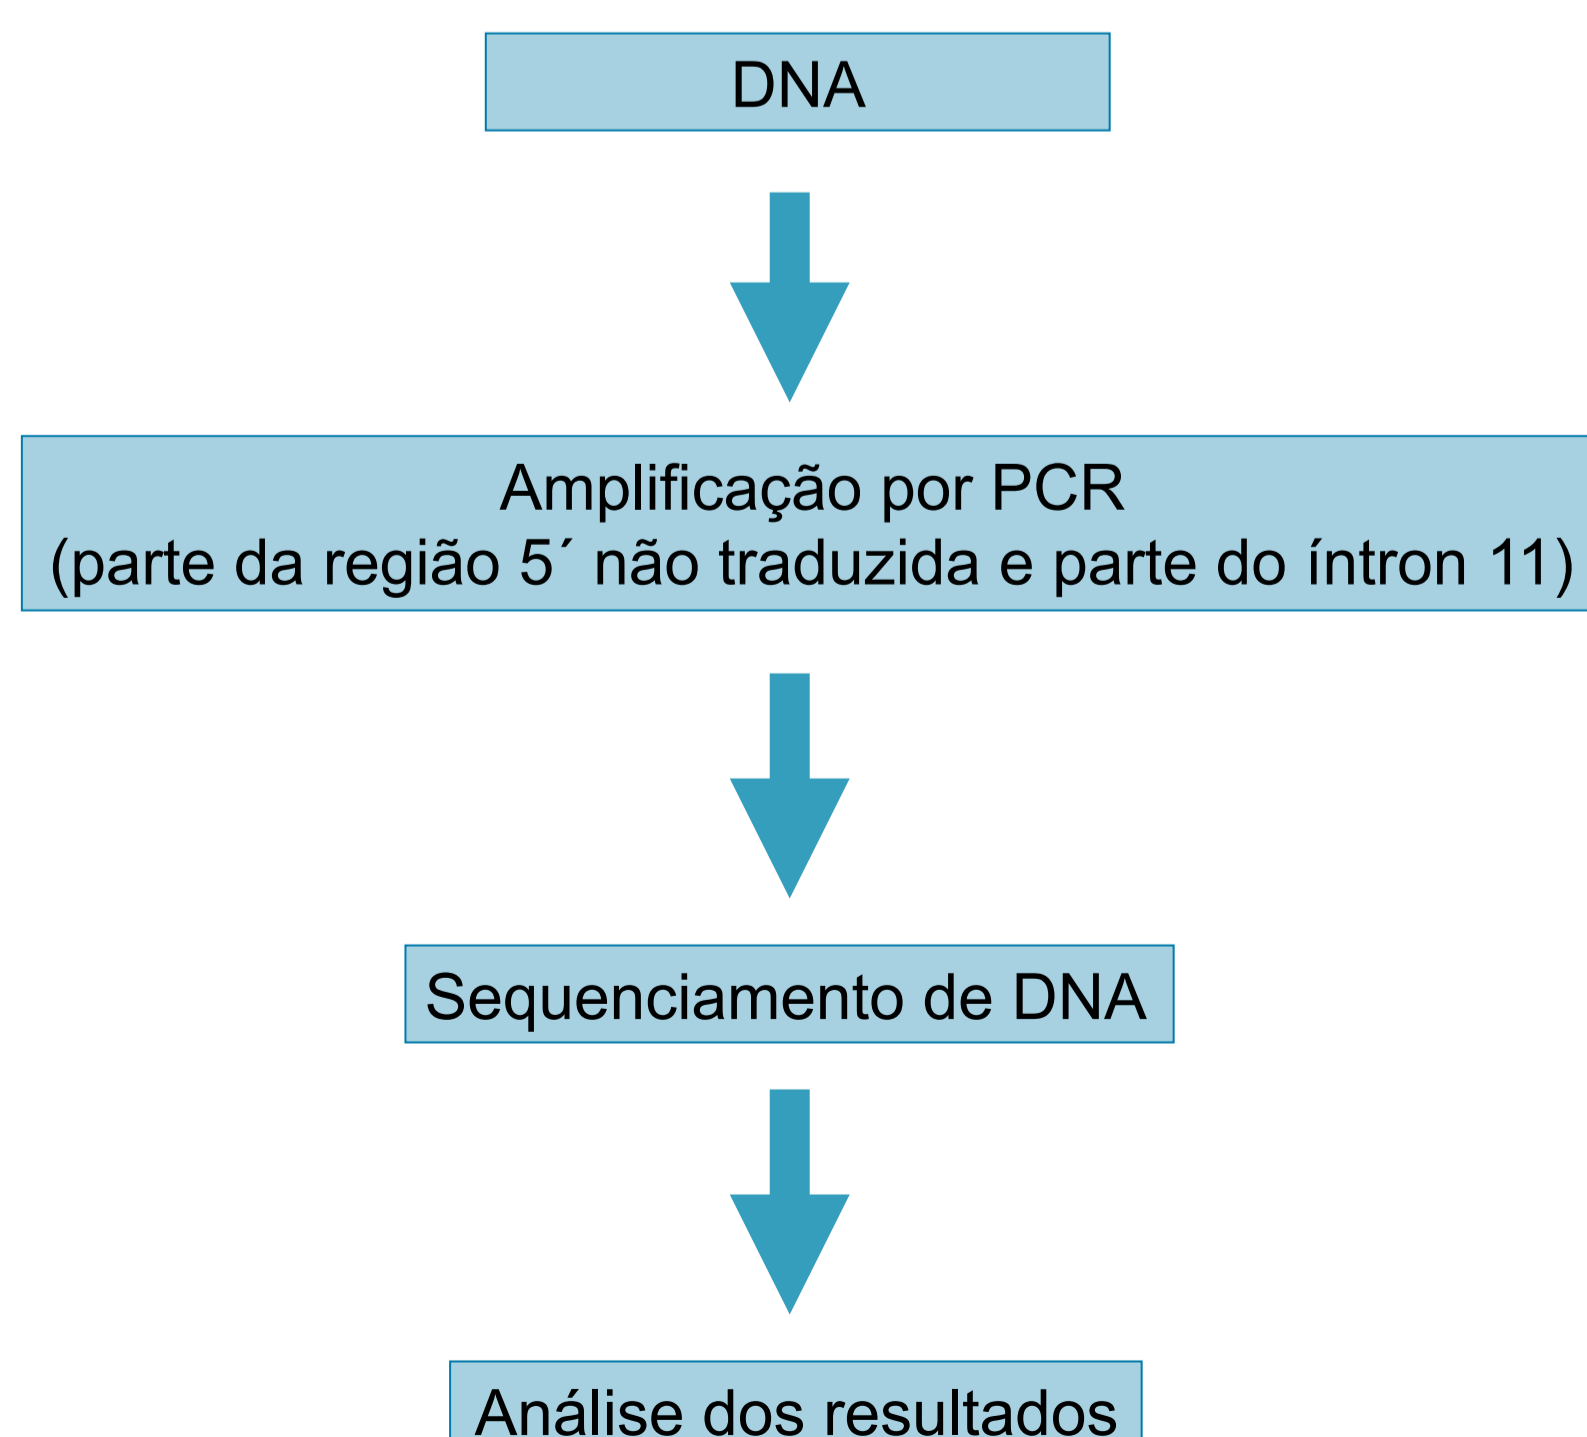 DNA
Amplificação por PCR
(parte da região 5´ não traduzida e parte do íntron 11)
Sequenciamento de DNA
Análise dos resultados